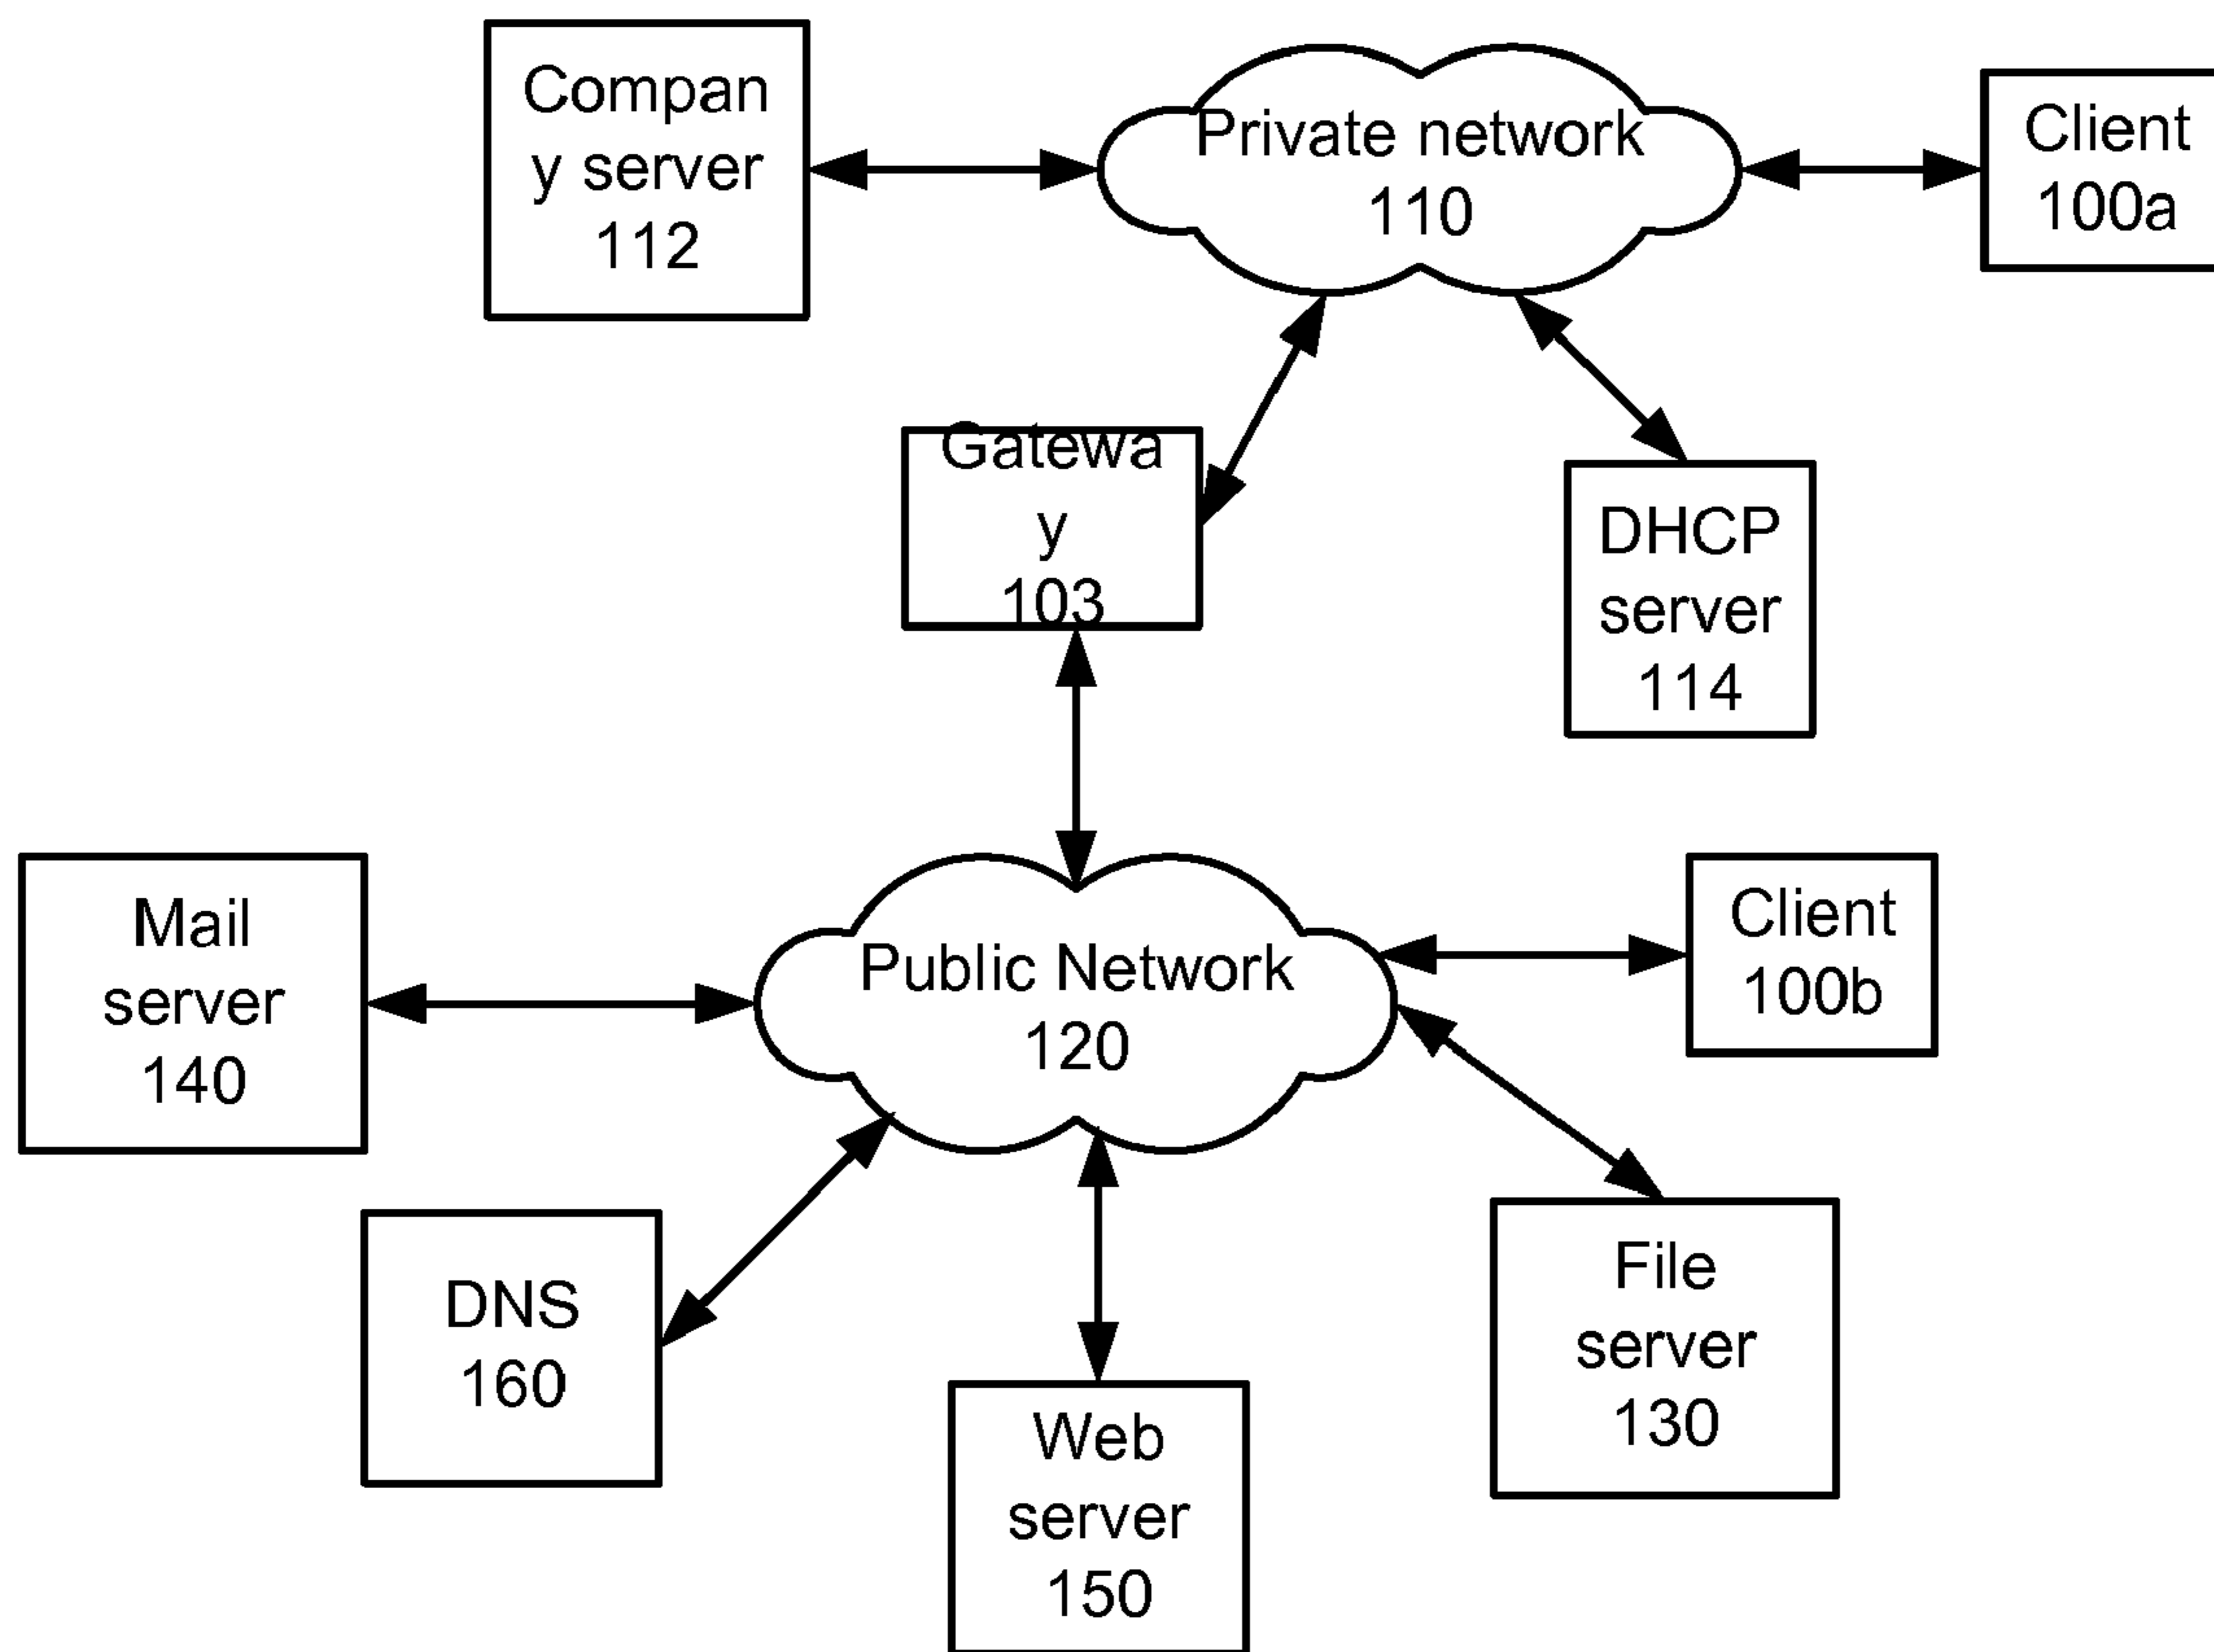 Compan
y server
112
Private network
110
Client
100a
Gatewa
y
103
DHCP
server
114
Mail
server
140
Public Network
120
Client
100b
DNS
160
Web
server
150
File
server
130